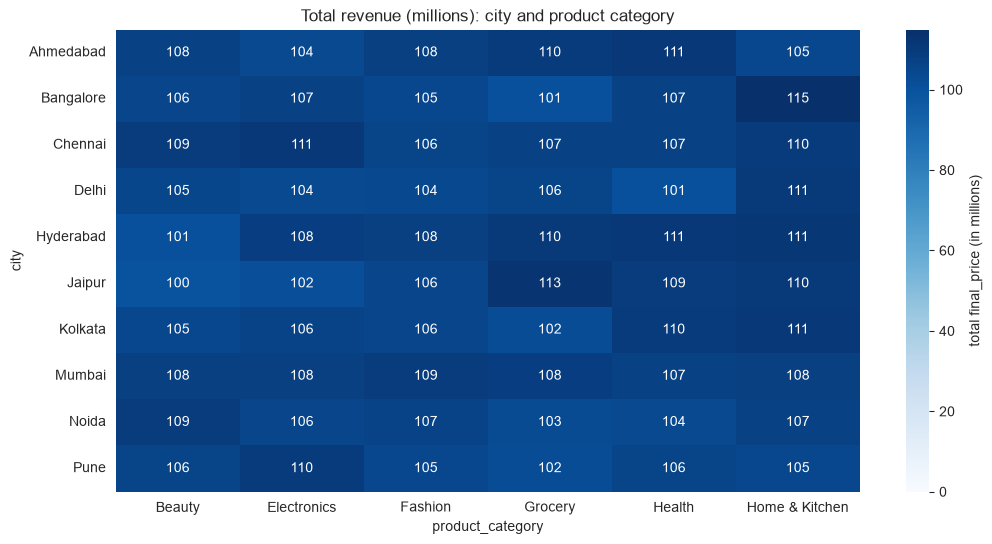 Total revenue (millions): city and product category
city
Ahmedabad 108 104 108 110 111 105
Bangalore 106 107 105 101 107 115
Chennai 109 111 106 107 107 110
Delhi 105 104 104 106 101 111
Hyderabad 101 108 108 110 111 111
Jaipur 100 102 106 113 109 110
Kolkata 105 106 106 102 110 111
Mumbai 108 108 109 108 107 108
Noida 109 106 107 103 104 107
Pune 106 110 105 102 106 105
Beauty Electronics Fashion Grocery Health Home & Kitchen
product_category
100
80
60
40
20
0
total final_price (in millions)